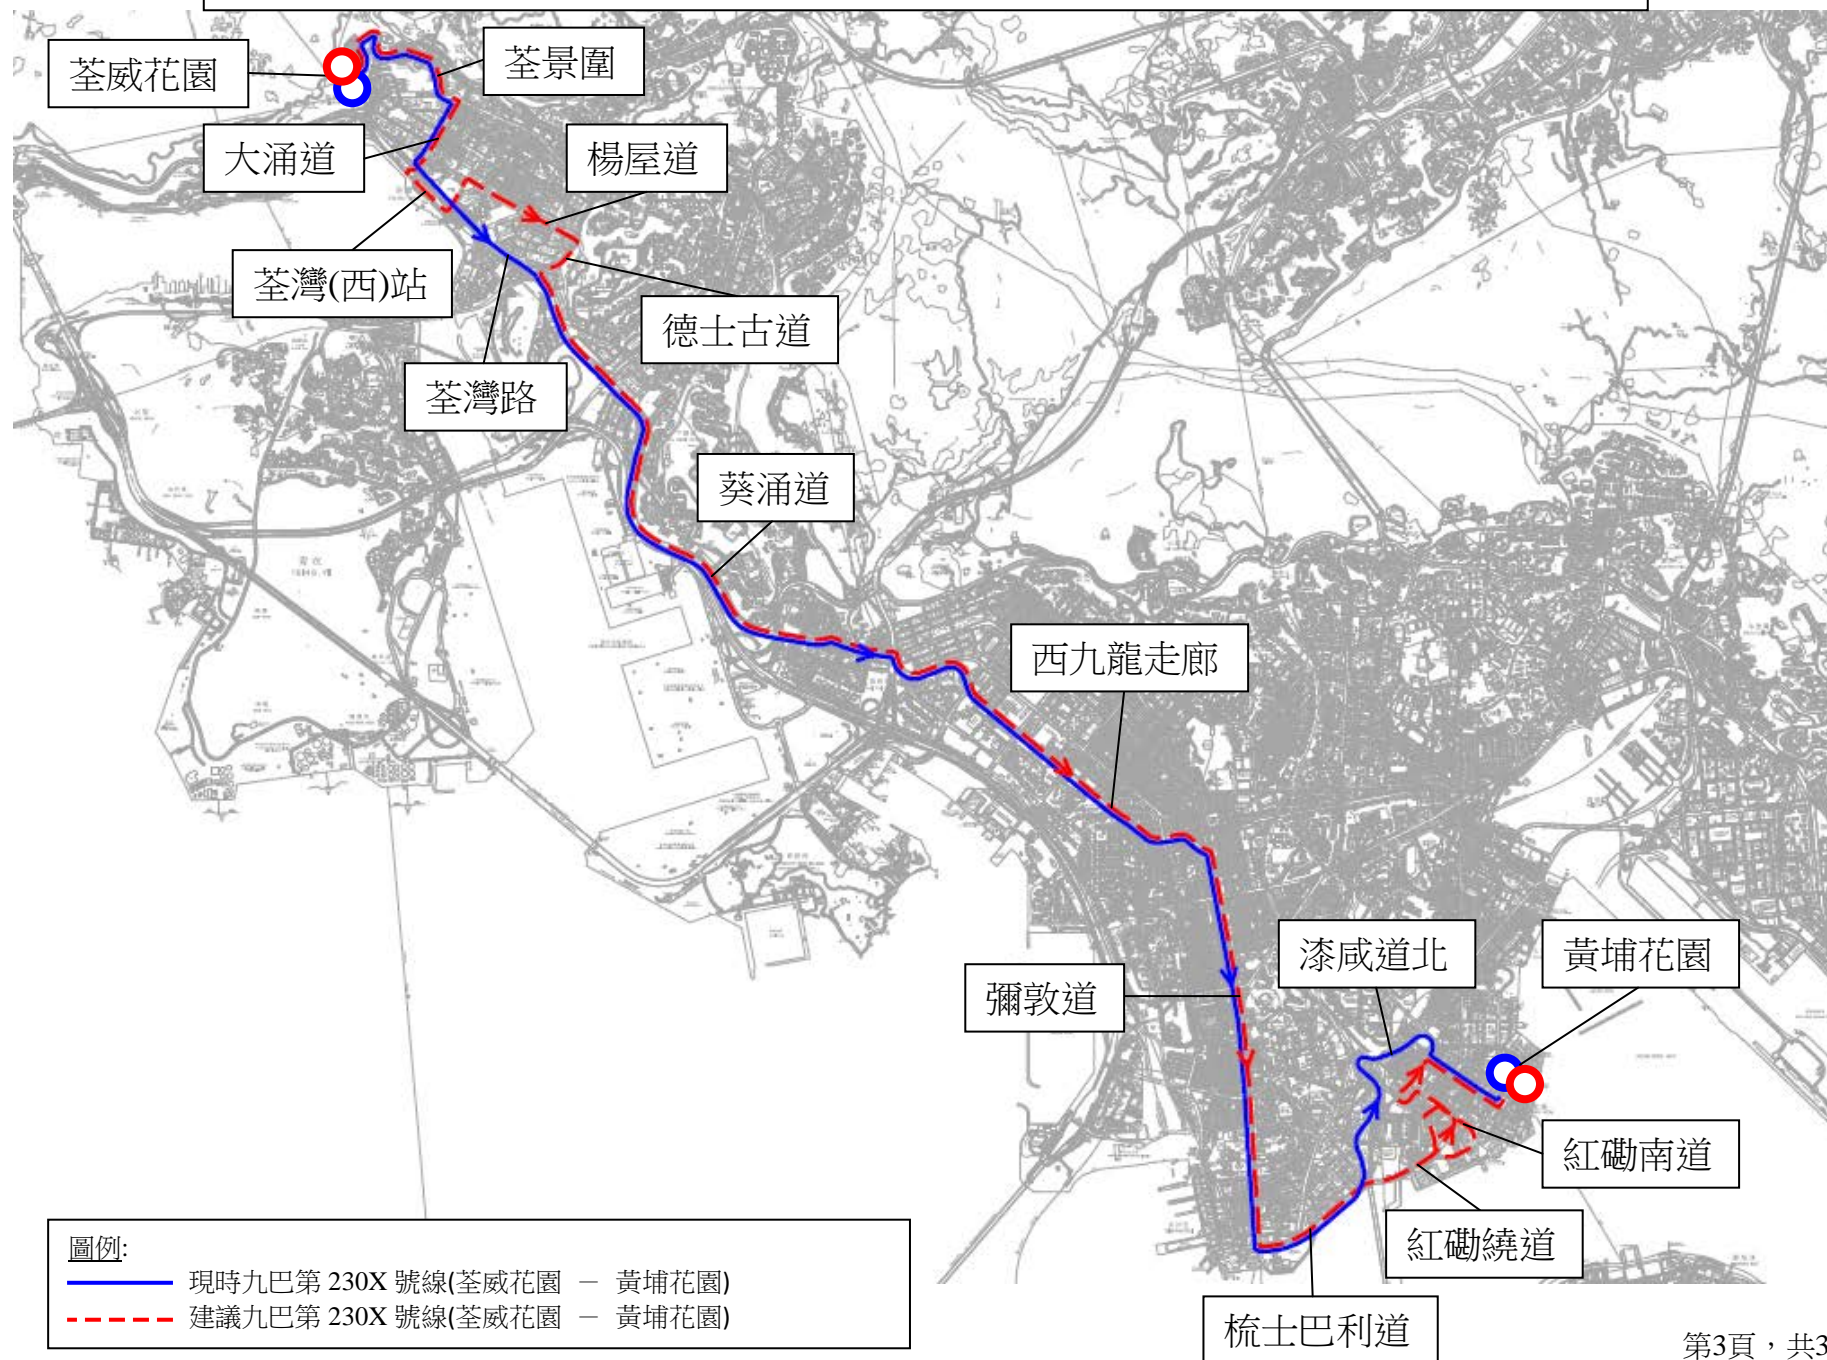 荃威花園
荃景圍
大涌道
楊屋道
荃灣(西)站
德士古道
荃灣路
葵涌道
西九龍走廊
漆咸道北
黃埔花園
彌敦道
紅磡南道
紅磡繞道
梳士巴利道
圖例:
現時九巴第 230X 號線(荃威花園 － 黃埔花園)
建議九巴第 230X 號線(荃威花園 － 黃埔花園)
第3頁，共3